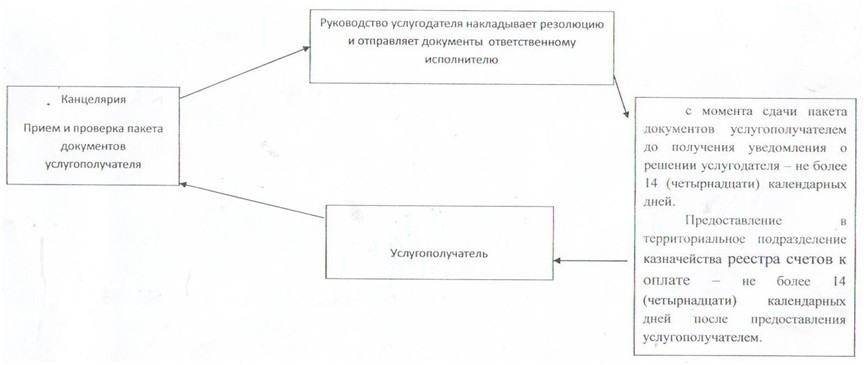 Руководство услугодателя накладывает резолюцию
и отправляет документы ответственному
исполнителю
Канцелярия
Прием и проверка пакета
документов
услугополучателя
с момента сдачи пакета
документов услугополучателем
до получения уведомления о
решении услугодателя – не более
14 (четырнадцати) календарных
дней.
Предоставление в
территориальное подразделение
казначейства реестра счетов к
оплате – не более 14
(четырнадцати) календарных
дней после предоставления
услугополучателем.
Услугополучатель